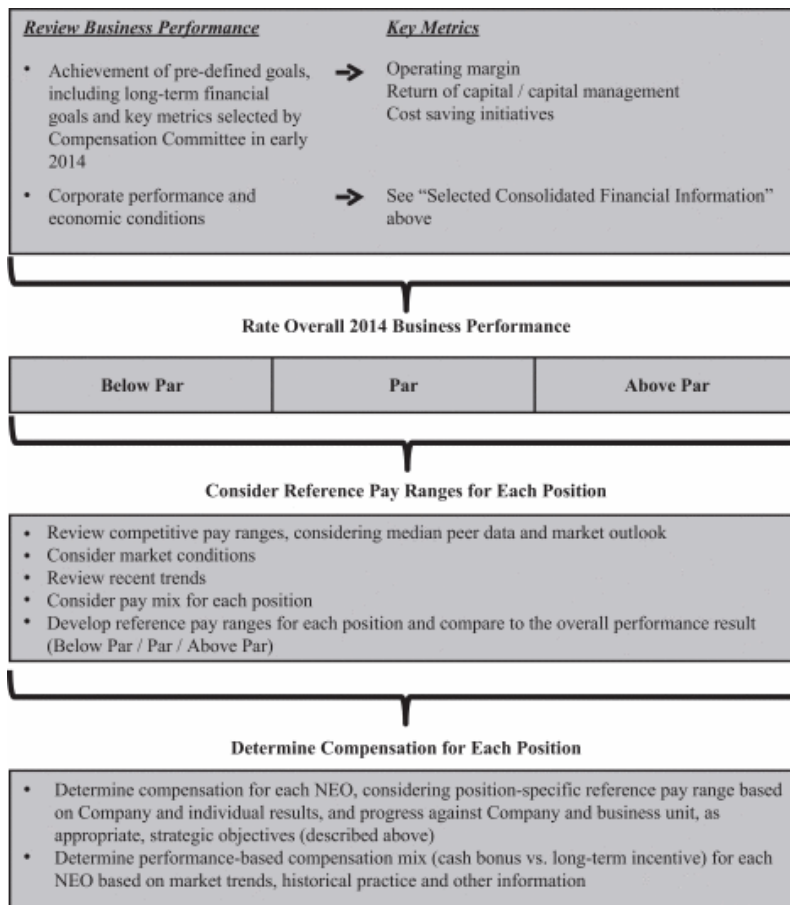 Review Business Performance
Key Metrics
• Achievement of pre-defined goals,
including long-term financial
goals and key metrics selected by
Compensation Committee in early
2014
Operating margin
Return of capital / capital management
Cost saving initiatives
• Corporate performance and
economic conditions
See “Selected Consolidated Financial Information”
above
Rate Overall 2014 Business Performance
Below Par
Par
Above Par
Consider Reference Pay Ranges for Each Position
• Review competitive pay ranges, considering median peer data and market outlook
• Consider market conditions
• Review recent trends
• Consider pay mix for each position
• Develop reference pay ranges for each position and compare to the overall performance result
(Below Par / Par / Above Par)
Determine Compensation for Each Position
• Determine compensation for each NEO, considering position-specific reference pay range based
on Company and individual results, and progress against Company and business unit, as
appropriate, strategic objectives (described above)
• Determine performance-based compensation mix (cash bonus vs. long-term incentive) for each
NEO based on market trends, historical practice and other information